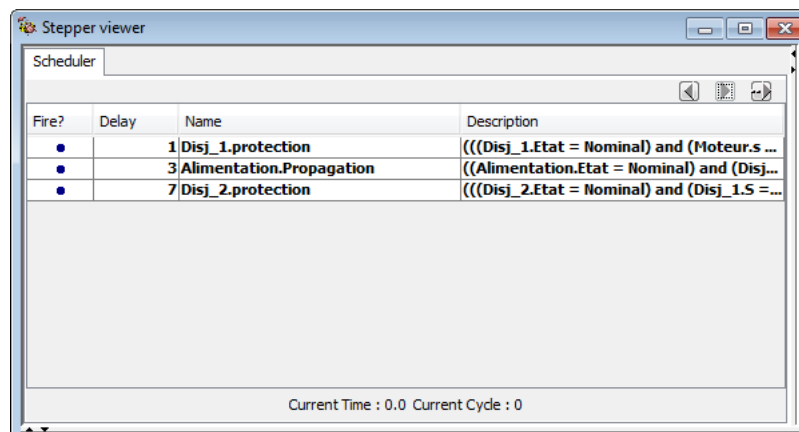 Stepper viewer
Scheduler
Fire? Delay Name Description
1 Disj_1.protection (((Disj_1.Etat = Nominal) and (Moteur.s ...
3 Alimentation.Propagation ((Alimentation.Etat = Nominal) and (Disj...
7 Disj_2.protection (((Disj_2.Etat = Nominal) and (Disj_1.S =...
Current Time : 0.0 Current Cycle : 0